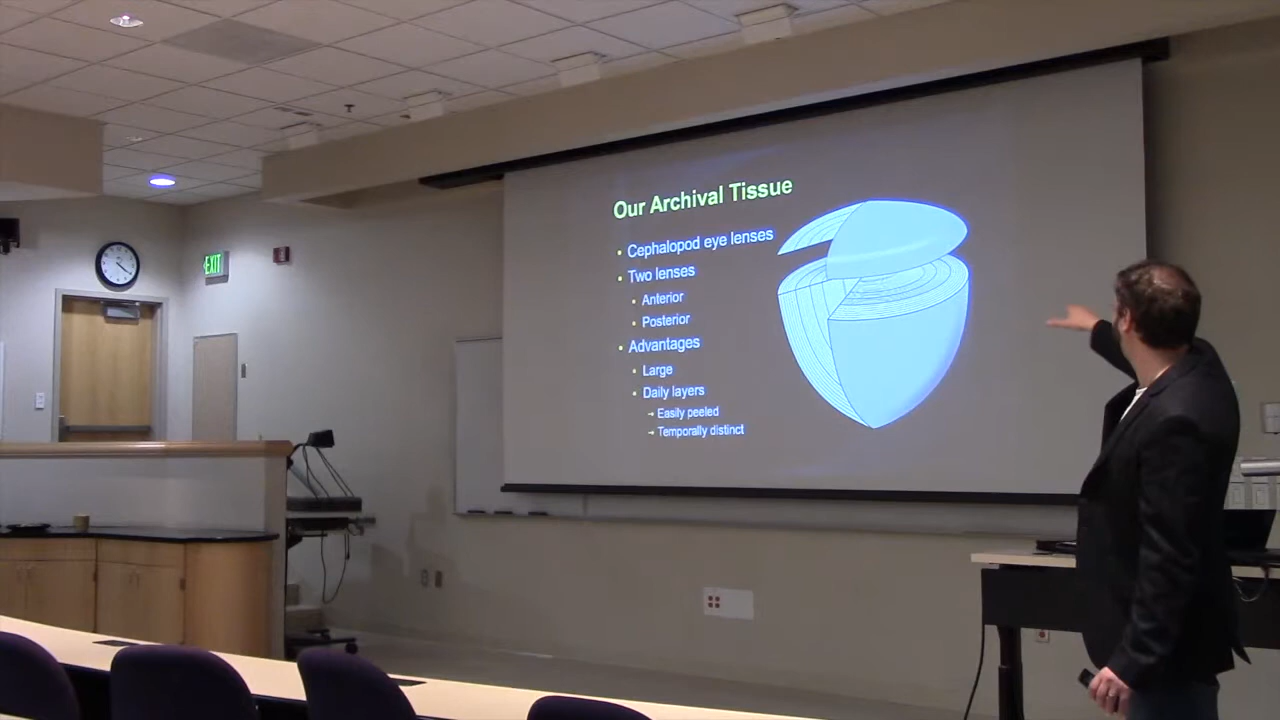 EXIT
Our Archival Tissue
• Cephalopod eye lenses
• Two lenses
• Anterior
• Posterior
• Advantages
• Large
• Daily layers
→ Easily peeled
→ Temporally distinct